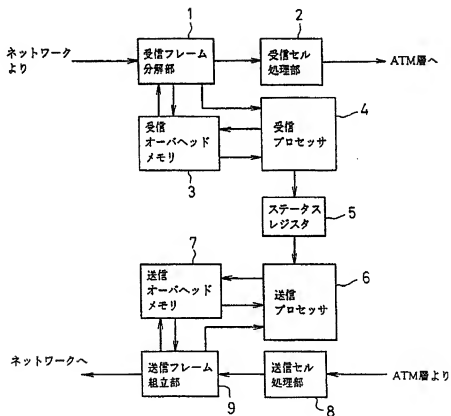 1
2
ネットワーク
より
受信フレーム
分解部
受信セル
処理部
ATM層へ
4
受信
オーバヘッド
メモリ
受信
プロセッサ
3
ステータス
レジスタ
5
7
送信
オーバヘッド
メモリ
送信
プロセッサ
6
ネットワークへ
送信フレーム
組立部
送信セル
処理部
ATM層より
9
8